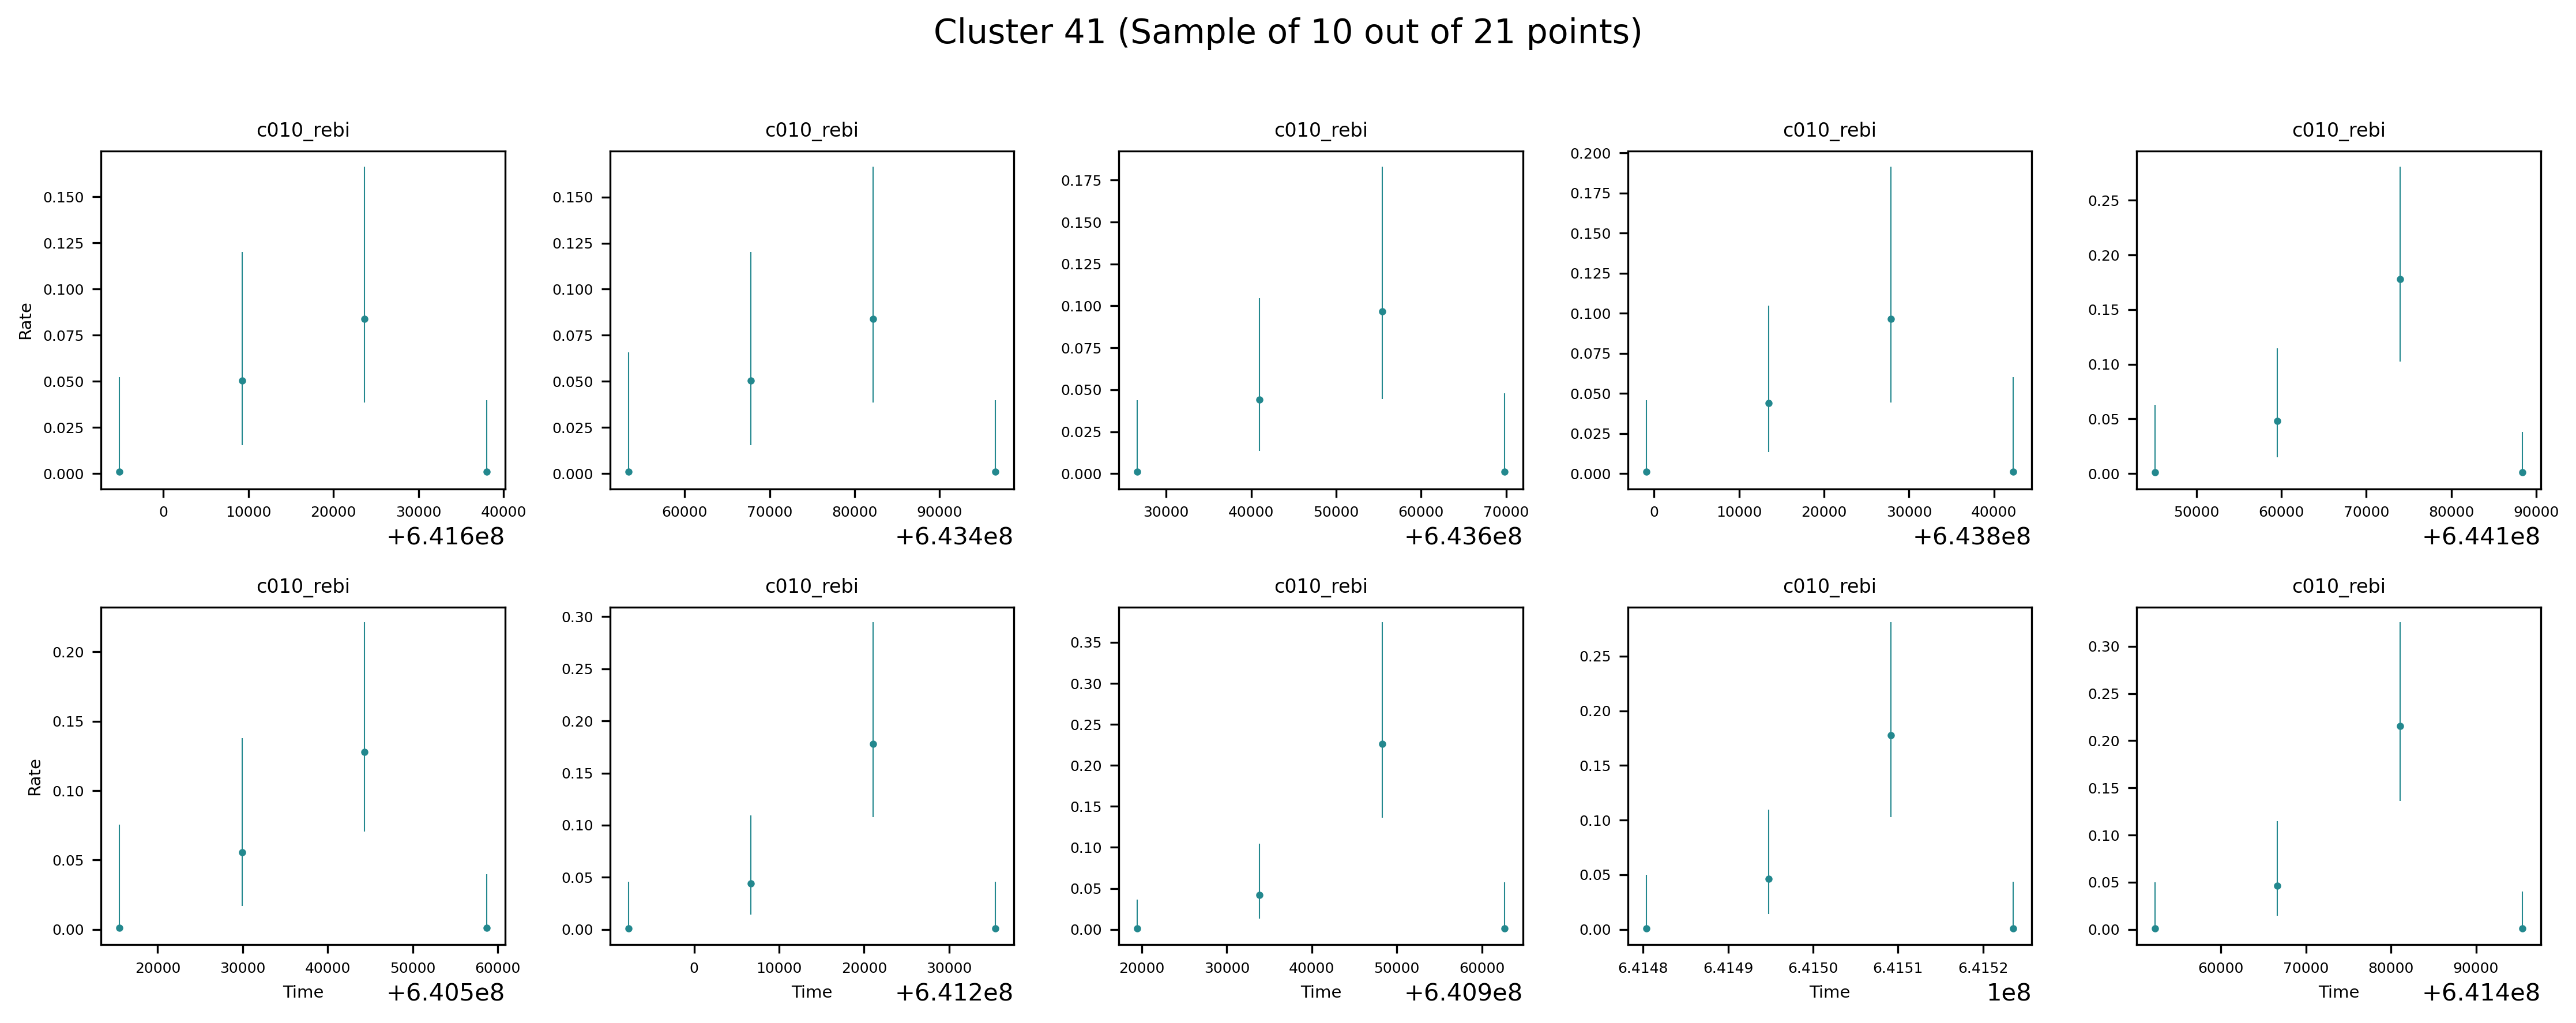 Cluster 41 (Sample of 10 out of 21 points)
c010_rebi c010_rebi c010_rebi c010_rebi c010_rebi
Rate
0.150
0.125
0.100
0.075
0.050
0.025
0.000
0 10000 20000 30000 40000
+6.416e8
0.150
0.125
0.100
0.075
0.050
0.025
0.000
60000 70000 80000 90000
+6.434e8
0.175
0.150
0.125
0.100
0.075
0.050
0.025
0.000
30000 40000 50000 60000 70000
+6.436e8
0.200
0.175
0.150
0.125
0.100
0.075
0.050
0.025
0.000
0 10000 20000 30000 40000
+6.438e8
0.25
0.20
0.15
0.10
0.05
0.00
50000 60000 70000 80000 90000
+6.441e8
c010_rebi c010_rebi c010_rebi c010_rebi c010_rebi
Rate
0.20
0.15
0.10
0.05
0.00
20000 30000 40000 50000 60000
Time +6.405e8
0.30
0.25
0.20
0.15
0.10
0.05
0.00
0 10000 20000 30000
Time +6.412e8
0.35
0.30
0.25
0.20
0.15
0.10
0.05
0.00
20000 30000 40000 50000 60000
Time +6.409e8
0.25
0.20
0.15
0.10
0.05
0.00
6.4148 6.4149 6.4150 6.4151 6.4152
Time 1e8
0.30
0.25
0.20
0.15
0.10
0.05
0.00
60000 70000 80000 90000
Time +6.414e8